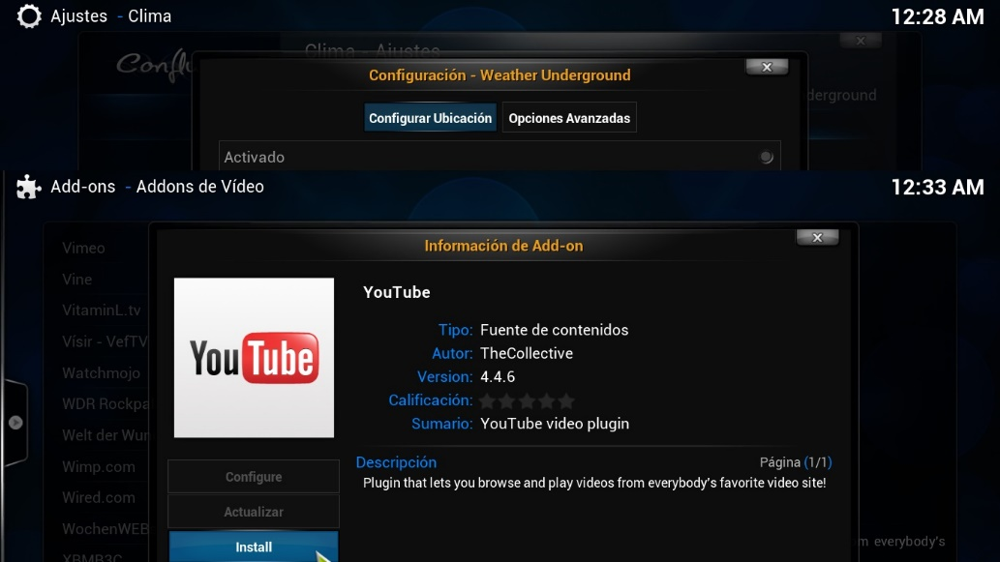 Ajustes - Clima
12:28 AM
Clima - Ajustes
Configuración - Weather Underground
Configurar Ubicación
Opciones Avanzadas
Activado
Add-ons - Addons de Vídeo
12:33 AM
Información de Add-on
Vimeo
Vine
VitaminL.tv
Vísir - VefTV
Watchmojo
WDR Rockpa
Welt der Wun
Wimp.com
Wired.com
WochenWEB
XBMB3C
YouTube
YouTube
Tipo: Fuente de contenidos
Autor: TheCollective
Version: 4.4.6
Calificación:
Sumario: YouTube video plugin
Descripción
Página (1/1)
Plugin that lets you browse and play videos from everybody's favorite video site!
Configure
Actualizar
Install
m everybody's